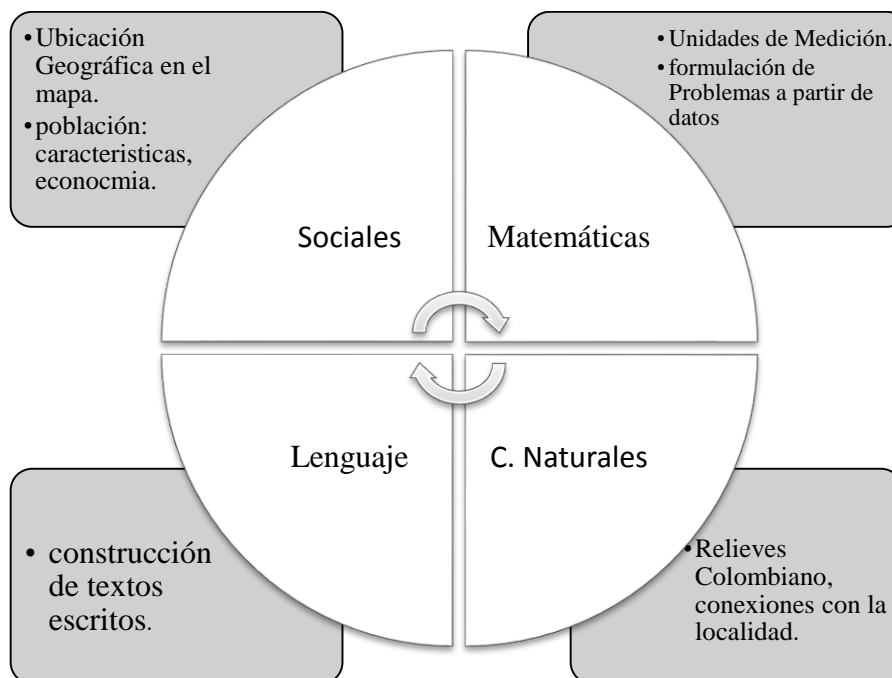 •Ubicación
Geográfica en el
mapa.
•población:
caracteristicas,
econocmia.
•Unidades de Medición.
•formulación de
Problemas a partir de
datos
Sociales
Matemáticas
Lenguaje
C. Naturales
• construcción
de textos
escritos.
•Relieves
Colombiano,
conexiones con la
localidad.